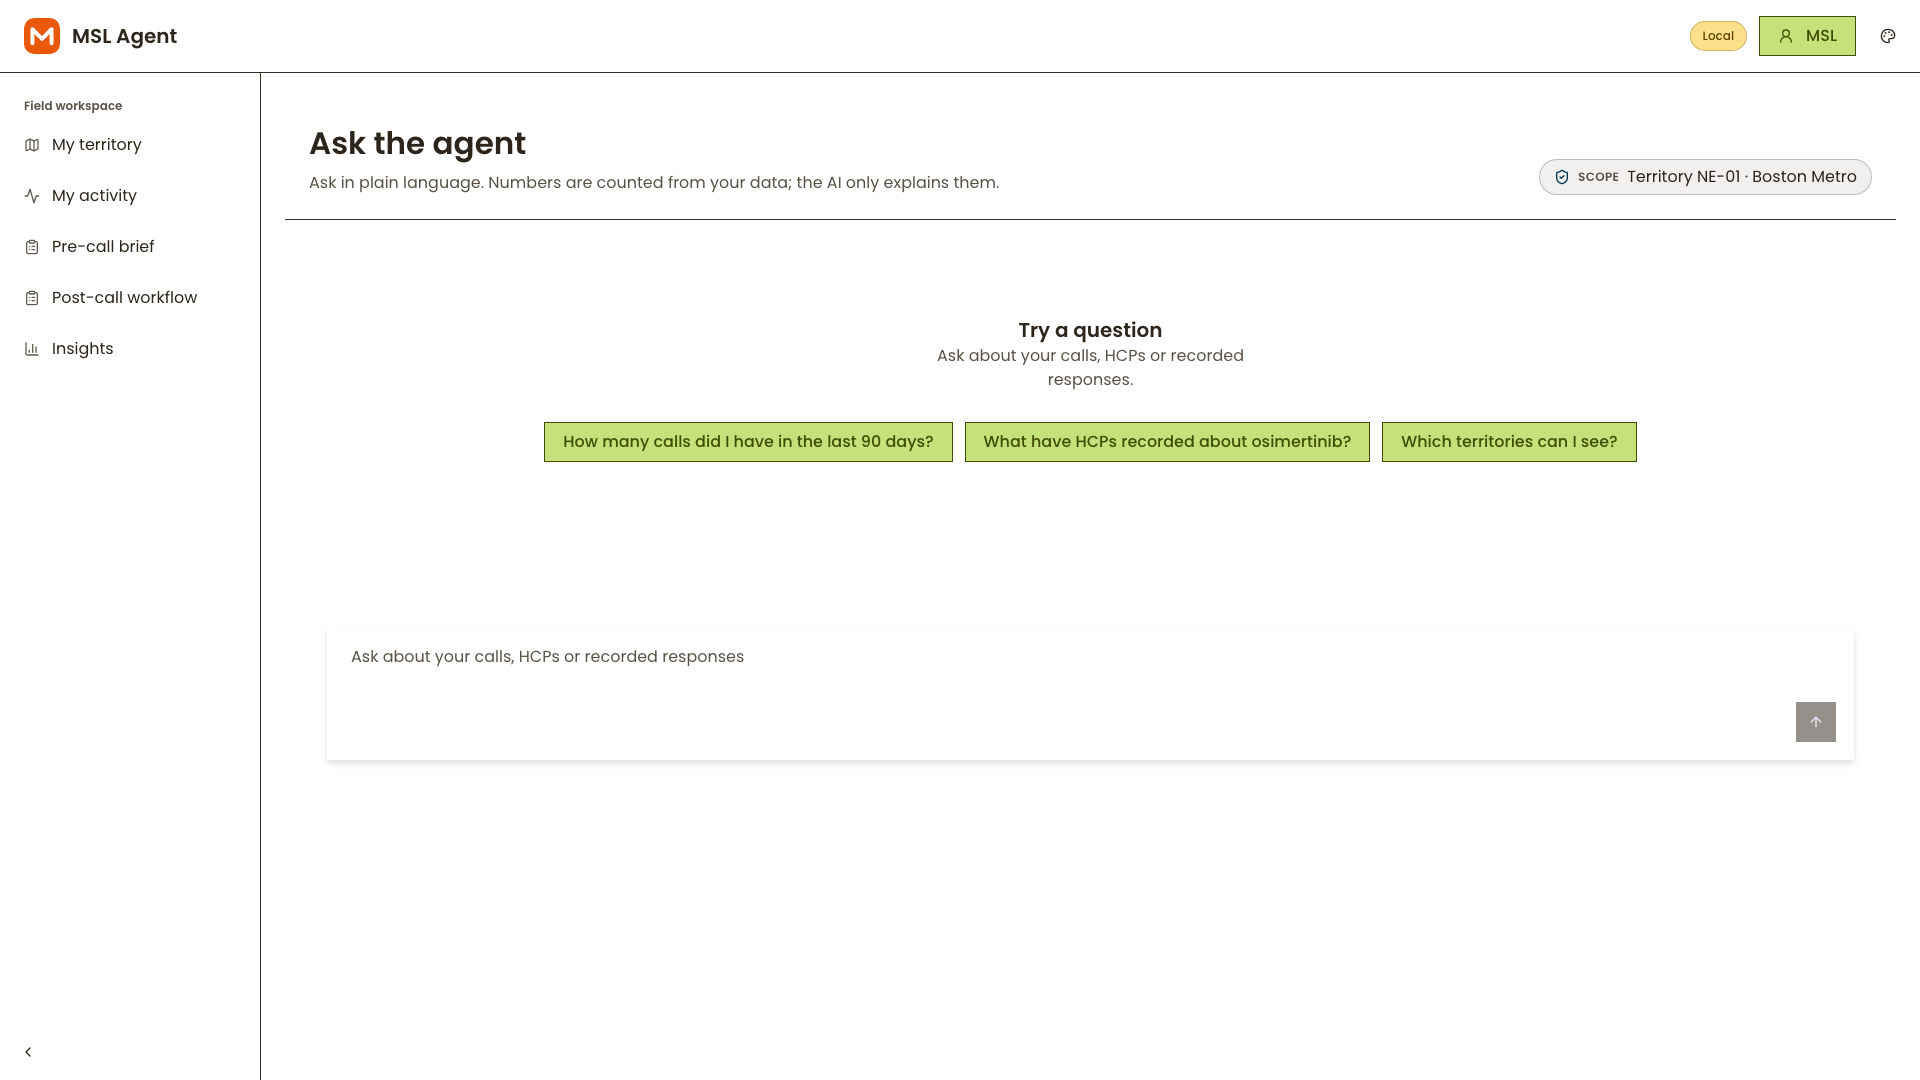 MSL Agent
Local
MSL
Field workspace
My territory
My activity
Pre-call brief
Post-call workflow
Insights
Ask the agent
Ask in plain language. Numbers are counted from your data; the AI only explains them.
SCOPE Territory NE-01 · Boston Metro
Try a question
Ask about your calls, HCPs or recorded
responses.
How many calls did I have in the last 90 days?
What have HCPs recorded about osimertinib?
Which territories can I see?
Ask about your calls, HCPs or recorded responses